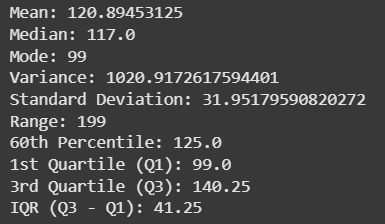 Mean: 120.89453125
Median: 117.0
Mode: 99
Variance: 1020.9172617594401
Standard Deviation: 31.95179590820272
Range: 199
60th Percentile: 125.0
1st Quartile (Q1): 99.0
3rd Quartile (Q3): 140.25
IQR (Q3 - Q1): 41.25